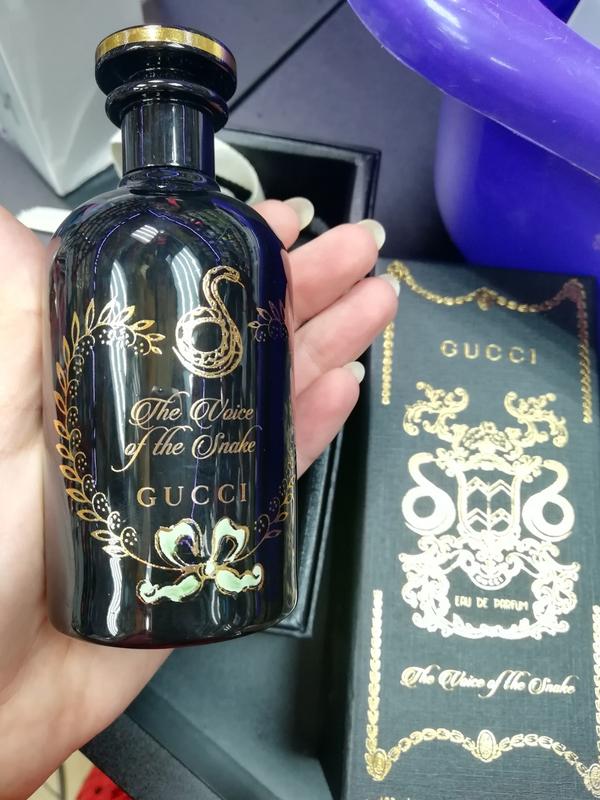 The Voice
of the Snake
GUCCI
GUCCI
EAU DE PARFUM
The Voice of the Snake